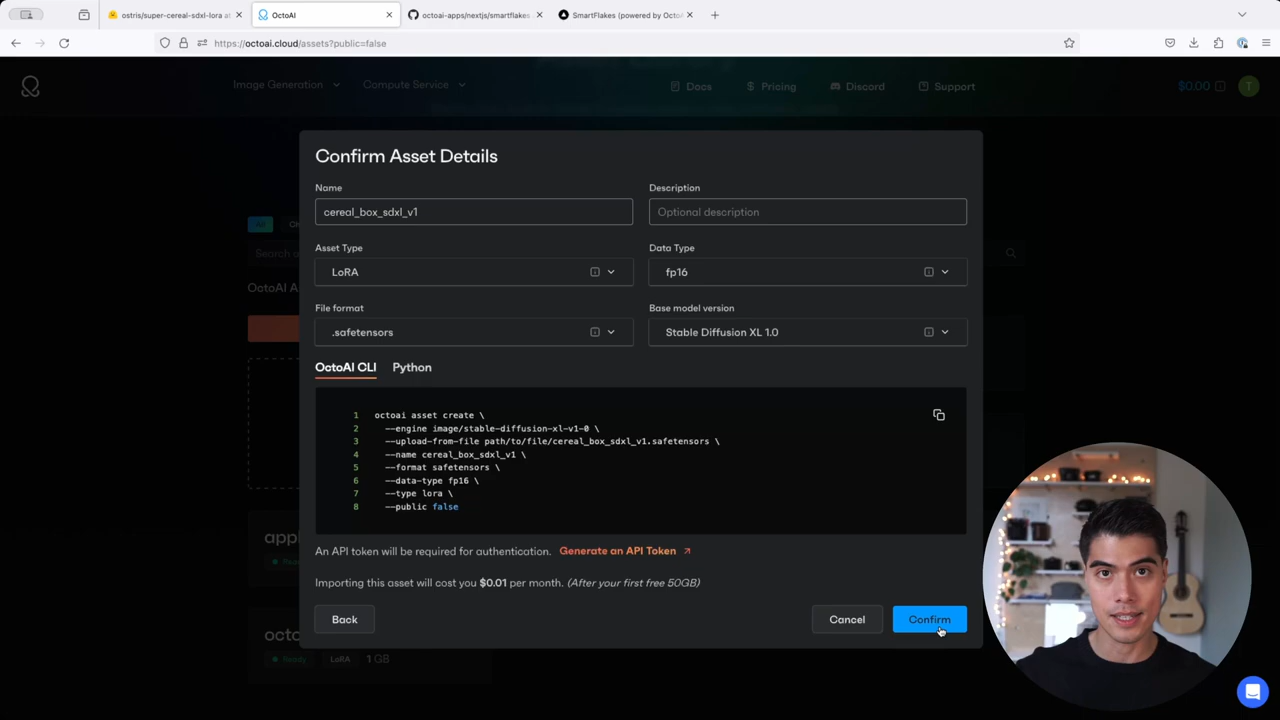 ostris/super-cereal-sdxl-lora at
OctoAI
octoai-apps/nextjs/smartflakes
SmartFlakes (powered by OctoA
https://octoai.cloud/assets?public=false
Image Generation
Compute Service
Docs
Pricing
Discord
Support
$0.00
T
Confirm Asset Details
Name
Description
cereal_box_sdxl_v1
Optional description
Asset Type
Data Type
LoRA
fp16
File format
Base model version
.safetensors
Stable Diffusion XL 1.0
OctoAI CLI
Python
1 octoai asset create \
2 --engine image/stable-diffusion-xl-v1-0 \
3 --upload-from-file path/to/file/cereal_box_sdxl_v1.safetensors \
4 --name cereal_box_sdxl_v1 \
5 --format safetensors \
6 --data-type fp16 \
7 --type lora \
8 --public false
An API token will be required for authentication. Generate an API Token
Importing this asset will cost you $0.01 per month. (After your first free 50GB)
Back
Cancel
Confirm
All
Search
OctoAI A
appl
Ready
octo
Ready
LoRA
1 GB